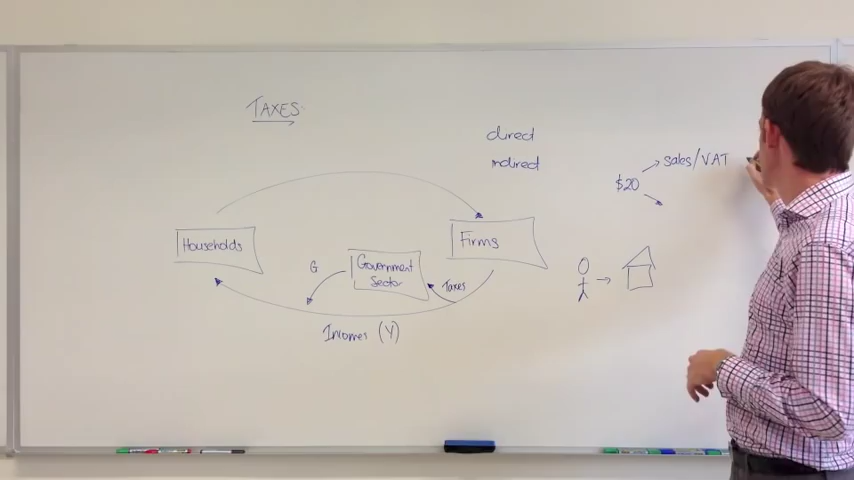 TAXES
direct
indirect
$20
Sales/VAT
Households
Firms
Government
Sector
G
Taxes
Incomes (Y)